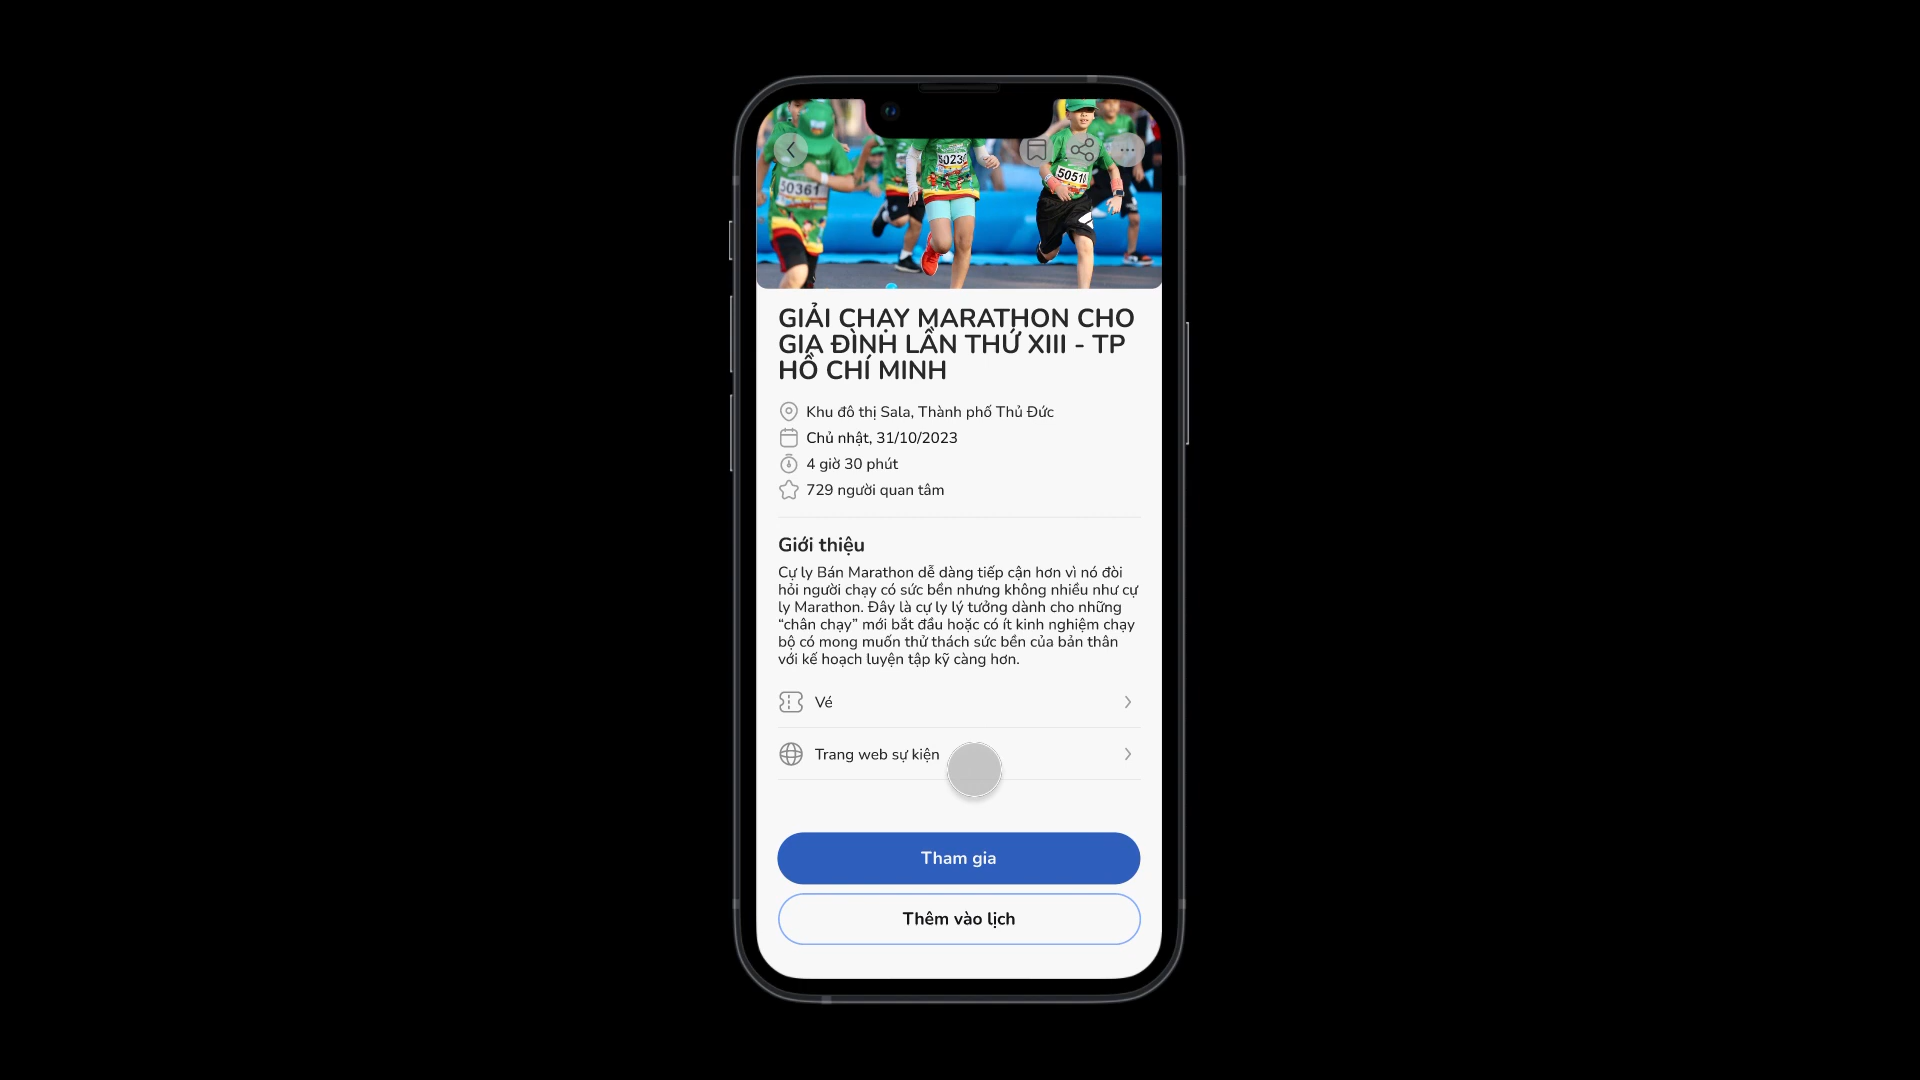 50361
5023
50519
GIẢI CHẠY MARATHON CHO
GIA ĐÌNH LẦN THỨ XIII - TP
HỒ CHÍ MINH
Khu đô thị Sala, Thành phố Thủ Đức
Chủ nhật, 31/10/2023
4 giờ 30 phút
729 người quan tâm
Giới thiệu
Cự ly Bán Marathon dễ dàng tiếp cận hơn vì nó đòi
hỏi người chạy có sức bền nhưng không nhiều như cự
ly Marathon. Đây là cự ly lý tưởng dành cho những
“chân chạy” mới bắt đầu hoặc có ít kinh nghiệm chạy
bộ có mong muốn thử thách sức bền của bản thân
với kế hoạch luyện tập kỹ càng hơn.
Vé
Trang web sự kiện
Tham gia
Thêm vào lịch